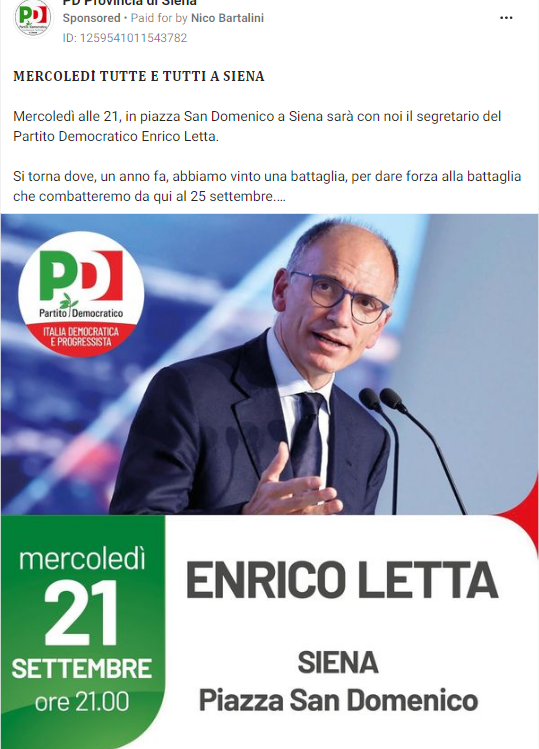 PD Provincia di Siena
Sponsored • Paid for by Nico Bartalini
ID: 1259541011543782
MERCOLEDÌ TUTTE E TUTTI A SIENA
Mercoledì alle 21, in piazza San Domenico a Siena sarà con noi il segretario del
Partito Democratico Enrico Letta.
Si torna dove, un anno fa, abbiamo vinto una battaglia, per dare forza alla battaglia
che combatteremo da qui al 25 settembre....
PD
Partito Democratico
ITALIA DEMOCRATICA
E PROGRESSISTA
mercoledì
21
SETTEMBRE
ore 21.00
ENRICO LETTA
SIENA
Piazza San Domenico